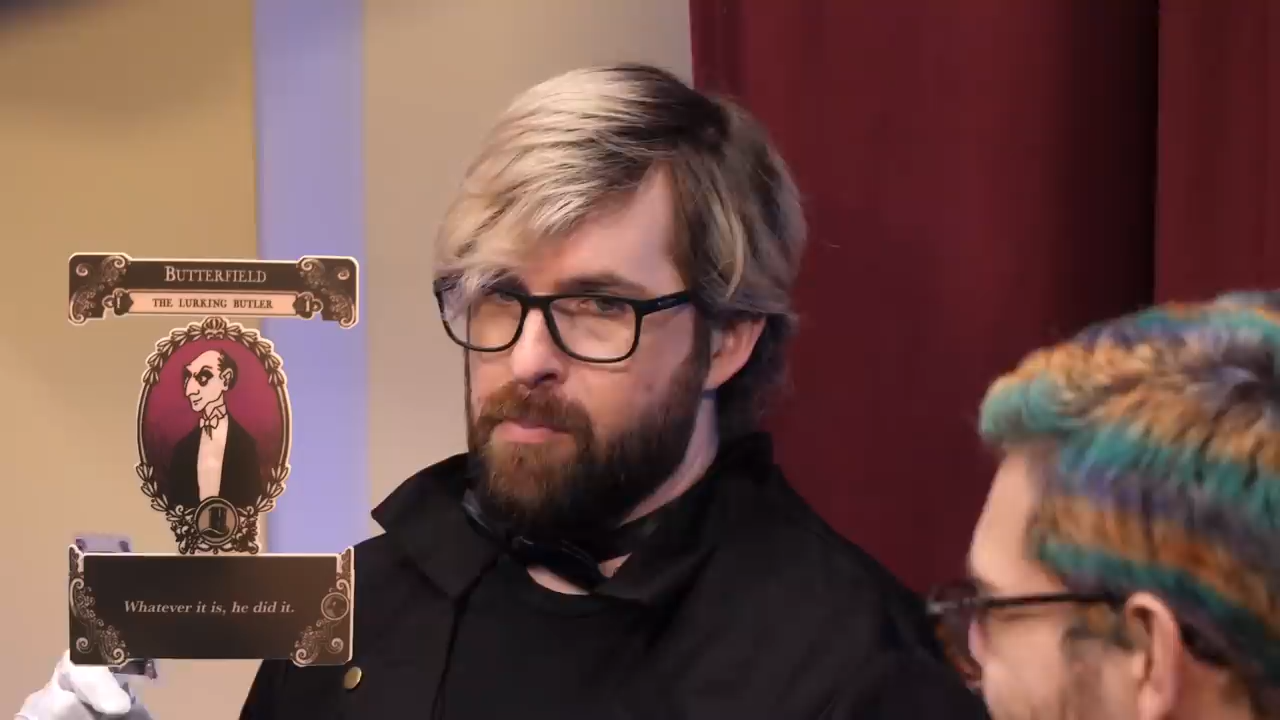 BUTTERFIELD
THE LURKING BUTLER
Whatever it is, he did it.